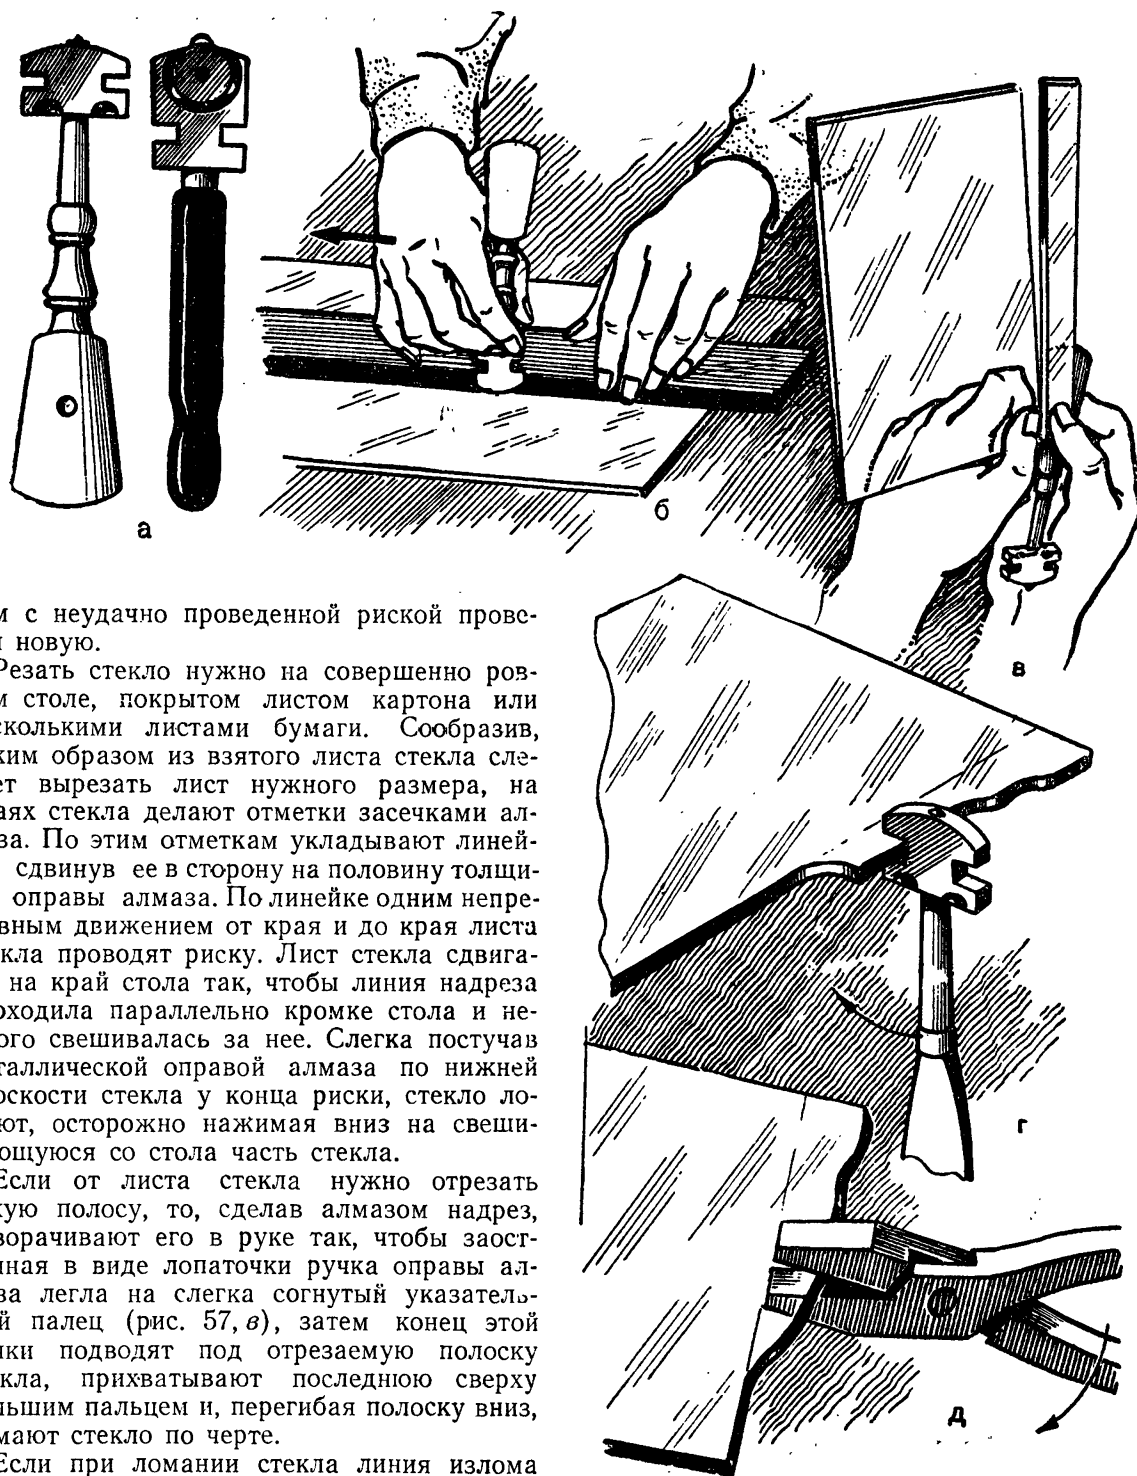 а
б
в
м с неудачно проведенной риской прове-
новую.
Резать стекло нужно на совершенно ров-
м столе, покрытом листом картона или
сколькими листами бумаги. Сообразив,
ким образом из взятого листа стекла сле-
ет вырезать лист нужного размера, на
аях стекла делают отметки засечками ал-
за. По этим отметкам укладывают линей-
сдвинув ее в сторону на половину толщи-
оправы алмаза. По линейке одним непре-
вным движением от края и до края листа
кла проводят риску. Лист стекла сдвига-
на край стола так, чтобы линия надреза
оходила параллельно кромке стола и не-
ого свешивалась за нее. Слегка постучав
таллической оправой алмаза по нижней
оскости стекла у конца риски, стекло ло-
ют, осторожно нажимая вниз на свеши-
ющуюся со стола часть стекла.
Если от листа стекла нужно отрезать
кую полосу, то, сделав алмазом надрез,
ворачивают его в руке так, чтобы заост-
нная в виде лопаточки ручка оправы ал-
за легла на слегка согнутый указатель-
й палец (рис. 57, в), затем конец этой
чки подводят под отрезаемую полоску
кла, прихватывают последнюю сверху
льшим пальцем и, перегибая полоску вниз,
мают стекло по черте.
Если при ломании стекла линия излома
г
д